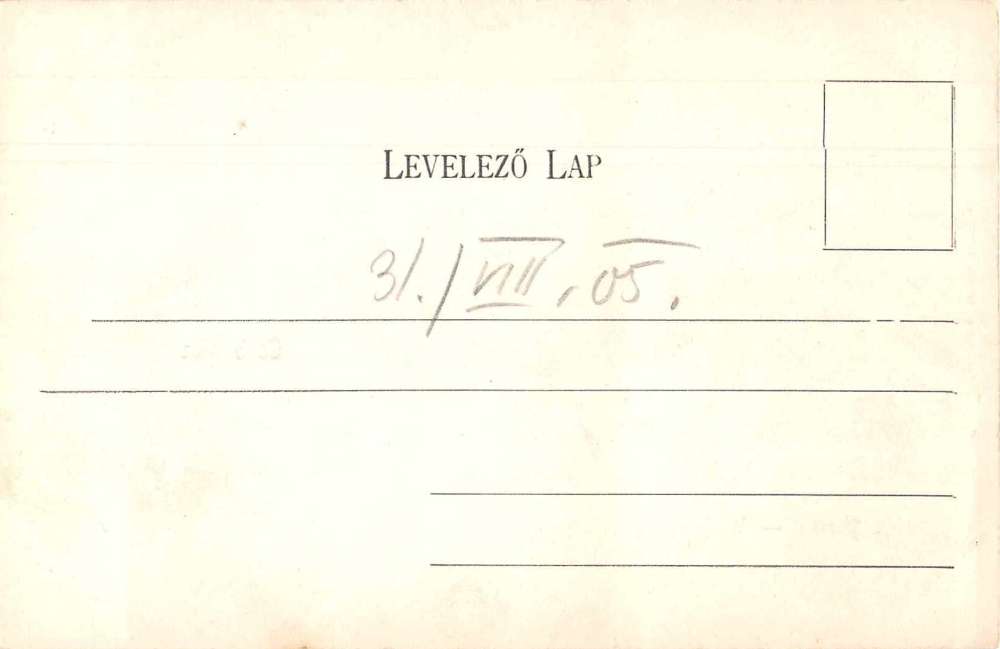 LEVELEZŐ LAP
31./VIII. 05.